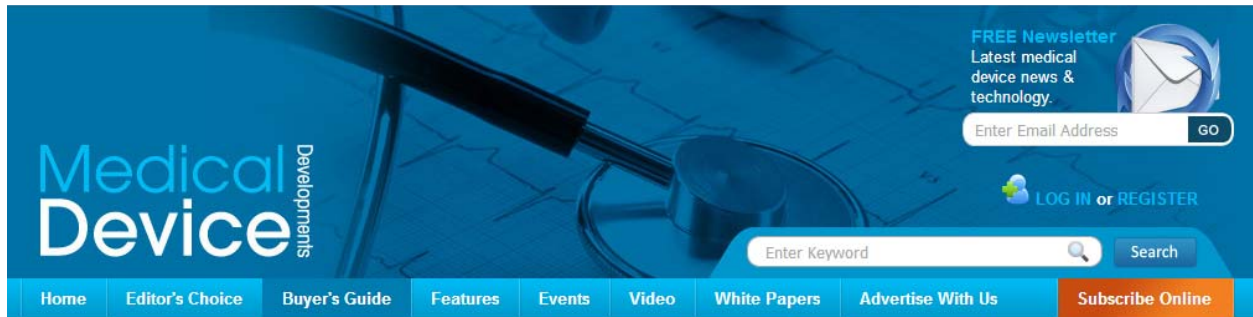 FREE Newsletter
Latest medical
device news &
technology.
Enter Email Address GO
Medical
Device
Developments
LOG IN or REGISTER
Enter Keyword Search
Home Editor's Choice Buyer's Guide Features Events Video White Papers Advertise With Us Subscribe Online